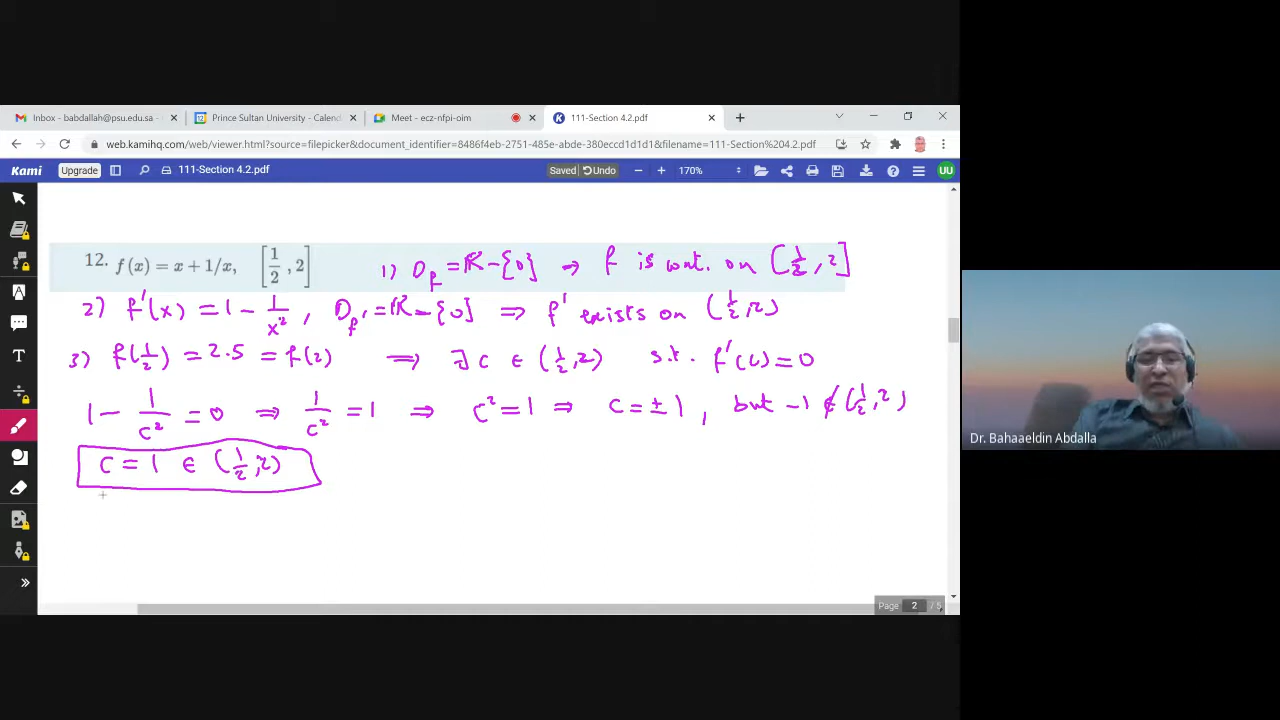 Inbox - babdallah@psu.edu.sa - Prince Sultan University - Calend Meet - ecz-nfpi-oim 111-Section 4.2.pdf
web.kamihq.com/web/viewer.html?source=filepicker&document_identifier=8486f4eb-2751-485e-abde-380eccd1d1d1&filename=111-Section%204.2.pdf
Kami Upgrade 111-Section 4.2.pdf Saved Undo 170% UU
12. f(x) = x + 1/x, [1/2, 2] 1) D_f = ℝ - {0} ⇒ f is cont. on [1/2, 2]
2) f'(x) = 1 - 1/x², D_f' = ℝ - {0} ⇒ f' exists on (1/2, 2)
3) f(1/2) = 2.5 = f(2) ⇒ ∃ c ∈ (1/2, 2) s.t. f'(c) = 0
1 - 1/c² = 0 ⇒ 1/c² = 1 ⇒ c² = 1 ⇒ c = ± 1, but -1 ∉ (1/2, 2)
c = 1 ∈ (1/2, 2)
Dr. Bahaaeldin Abdalla
Page 2 / 5